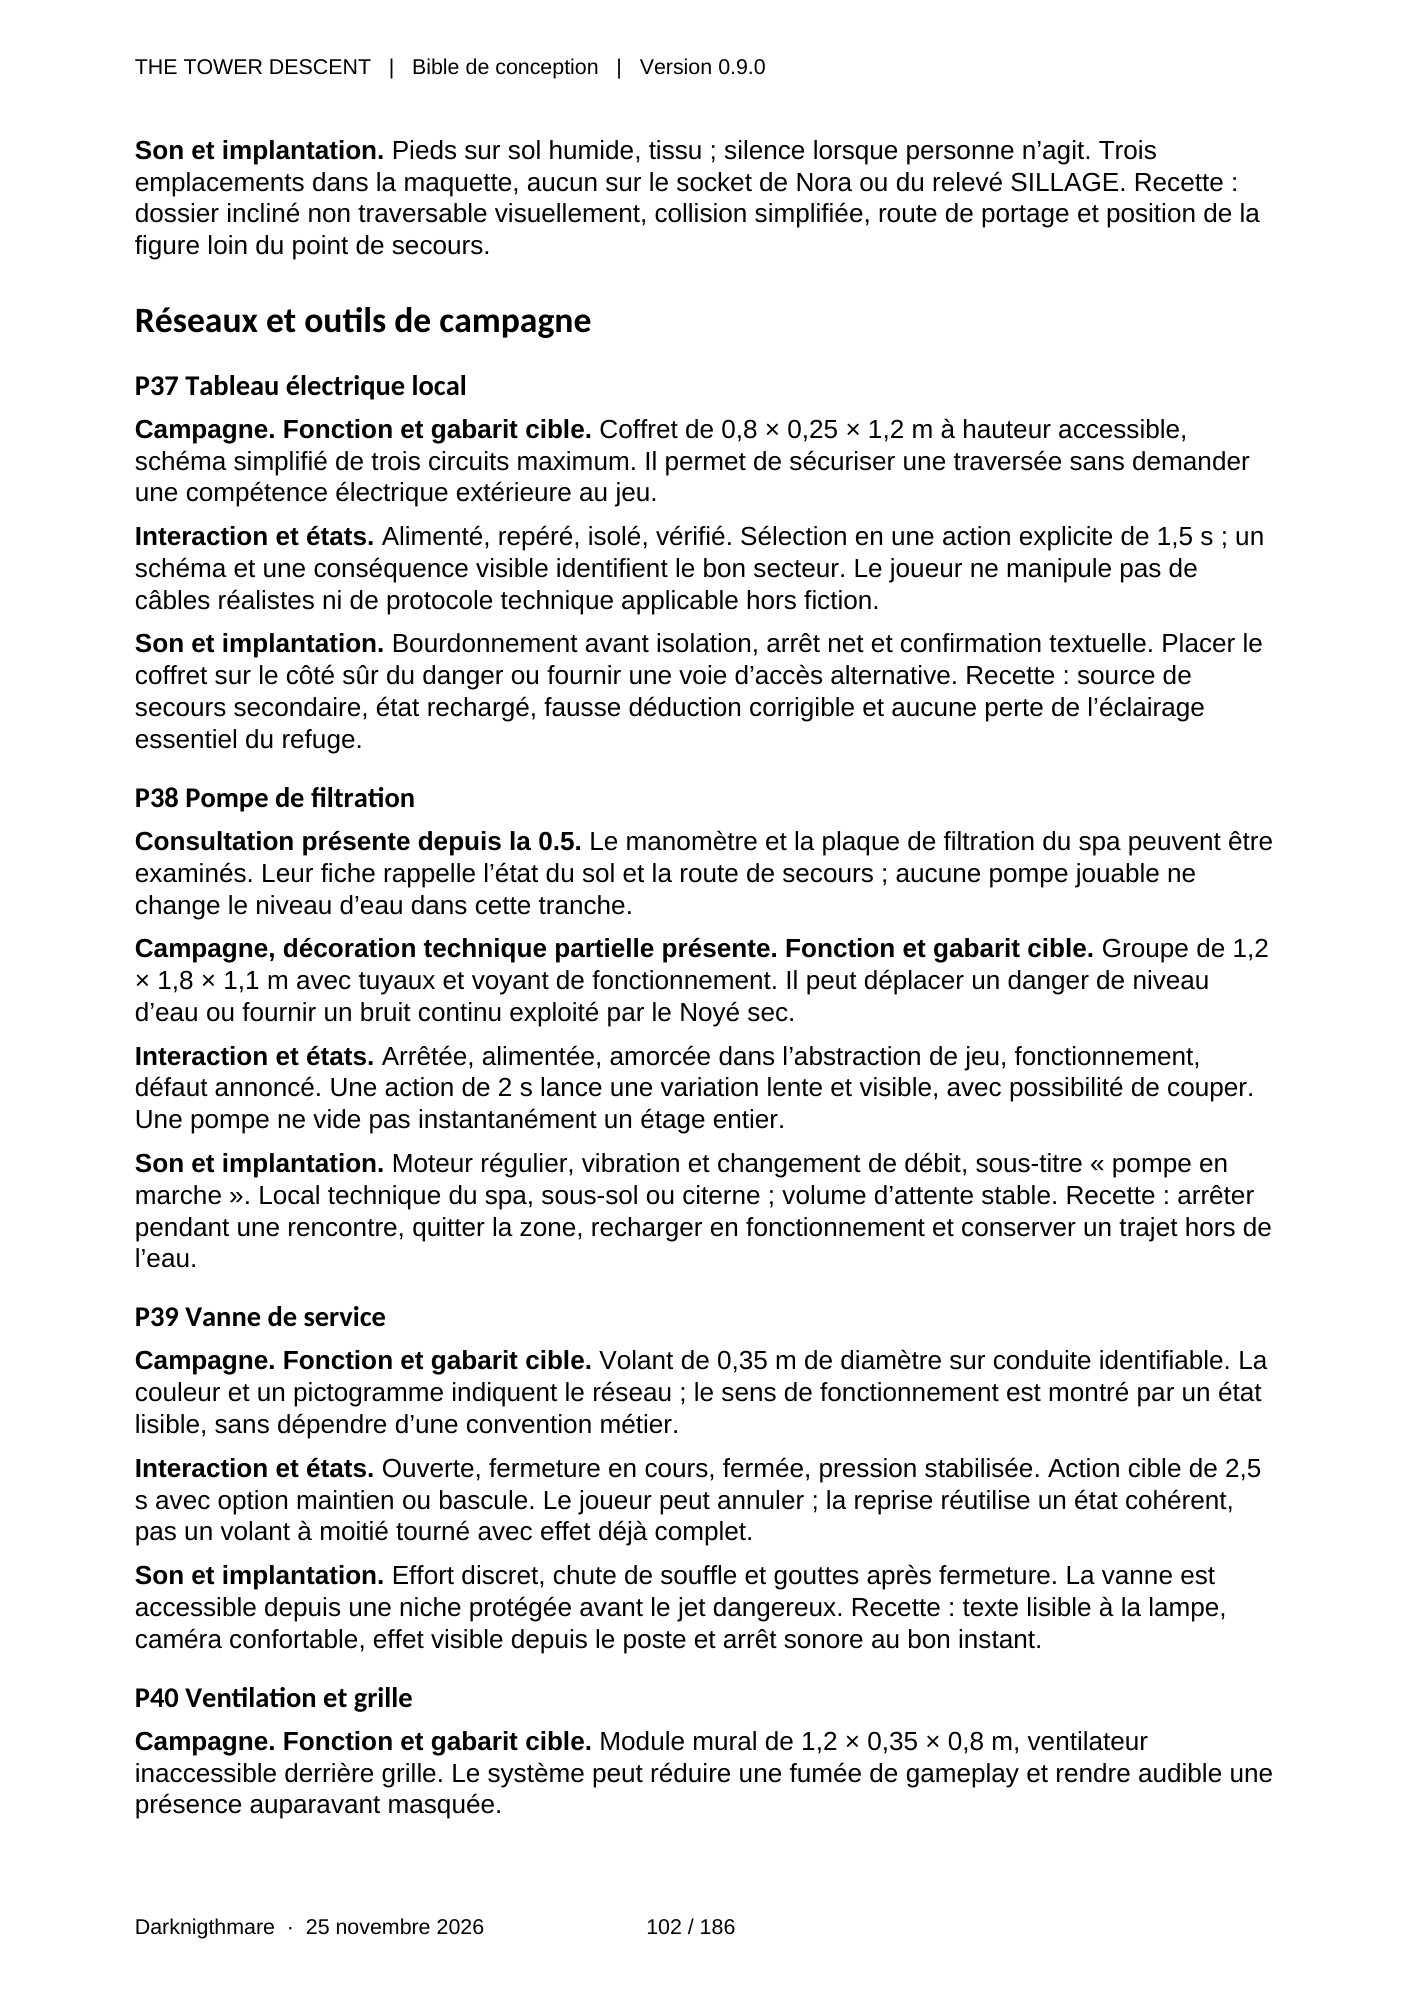 THE TOWER DESCENT | Bible de conception | Version 0.9.0
Son et implantation. Pieds sur sol humide, tissu ; silence lorsque personne n’agit. Trois
emplacements dans la maquette, aucun sur le socket de Nora ou du relevé SILLAGE. Recette :
dossier incliné non traversable visuellement, collision simplifiée, route de portage et position de la
figure loin du point de secours.
Réseaux et outils de campagne
P37 Tableau électrique local
Campagne. Fonction et gabarit cible. Coffret de 0,8 × 0,25 × 1,2 m à hauteur accessible,
schéma simplifié de trois circuits maximum. Il permet de sécuriser une traversée sans demander
une compétence électrique extérieure au jeu.
Interaction et états. Alimenté, repéré, isolé, vérifié. Sélection en une action explicite de 1,5 s ; un
schéma et une conséquence visible identifient le bon secteur. Le joueur ne manipule pas de
câbles réalistes ni de protocole technique applicable hors fiction.
Son et implantation. Bourdonnement avant isolation, arrêt net et confirmation textuelle. Placer le
coffret sur le côté sûr du danger ou fournir une voie d’accès alternative. Recette : source de
secours secondaire, état rechargé, fausse déduction corrigible et aucune perte de l’éclairage
essentiel du refuge.
P38 Pompe de filtration
Consultation présente depuis la 0.5. Le manomètre et la plaque de filtration du spa peuvent être
examinés. Leur fiche rappelle l’état du sol et la route de secours ; aucune pompe jouable ne
change le niveau d’eau dans cette tranche.
Campagne, décoration technique partielle présente. Fonction et gabarit cible. Groupe de 1,2
× 1,8 × 1,1 m avec tuyaux et voyant de fonctionnement. Il peut déplacer un danger de niveau
d’eau ou fournir un bruit continu exploité par le Noyé sec.
Interaction et états. Arrêtée, alimentée, amorcée dans l’abstraction de jeu, fonctionnement,
défaut annoncé. Une action de 2 s lance une variation lente et visible, avec possibilité de couper.
Une pompe ne vide pas instantanément un étage entier.
Son et implantation. Moteur régulier, vibration et changement de débit, sous-titre « pompe en
marche ». Local technique du spa, sous-sol ou citerne ; volume d’attente stable. Recette : arrêter
pendant une rencontre, quitter la zone, recharger en fonctionnement et conserver un trajet hors de
l’eau.
P39 Vanne de service
Campagne. Fonction et gabarit cible. Volant de 0,35 m de diamètre sur conduite identifiable. La
couleur et un pictogramme indiquent le réseau ; le sens de fonctionnement est montré par un état
lisible, sans dépendre d’une convention métier.
Interaction et états. Ouverte, fermeture en cours, fermée, pression stabilisée. Action cible de 2,5
s avec option maintien ou bascule. Le joueur peut annuler ; la reprise réutilise un état cohérent,
pas un volant à moitié tourné avec effet déjà complet.
Son et implantation. Effort discret, chute de souffle et gouttes après fermeture. La vanne est
accessible depuis une niche protégée avant le jet dangereux. Recette : texte lisible à la lampe,
caméra confortable, effet visible depuis le poste et arrêt sonore au bon instant.
P40 Ventilation et grille
Campagne. Fonction et gabarit cible. Module mural de 1,2 × 0,35 × 0,8 m, ventilateur
inaccessible derrière grille. Le système peut réduire une fumée de gameplay et rendre audible une
présence auparavant masquée.
Darknigthmare · 25 novembre 2026 102 / 186